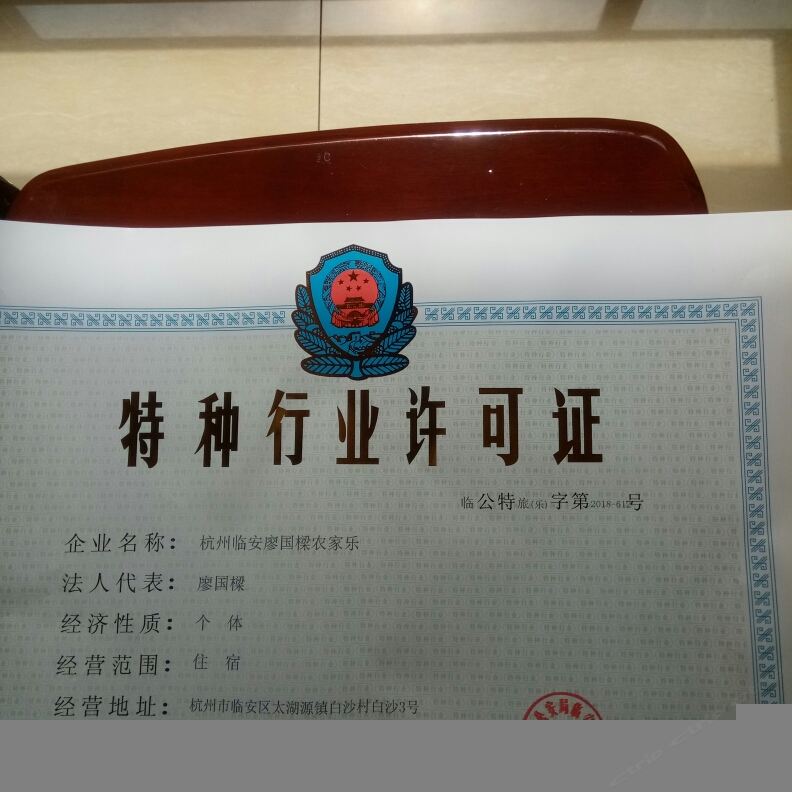 特种行业许可证
临公特旅(乐)字第2018-612号
企业名称：杭州临安廖国樑农家乐
法人代表：廖国樑
经济性质：个 体
经营范围：住 宿
经营地址：杭州市临安区太湖源镇白沙村白沙3号